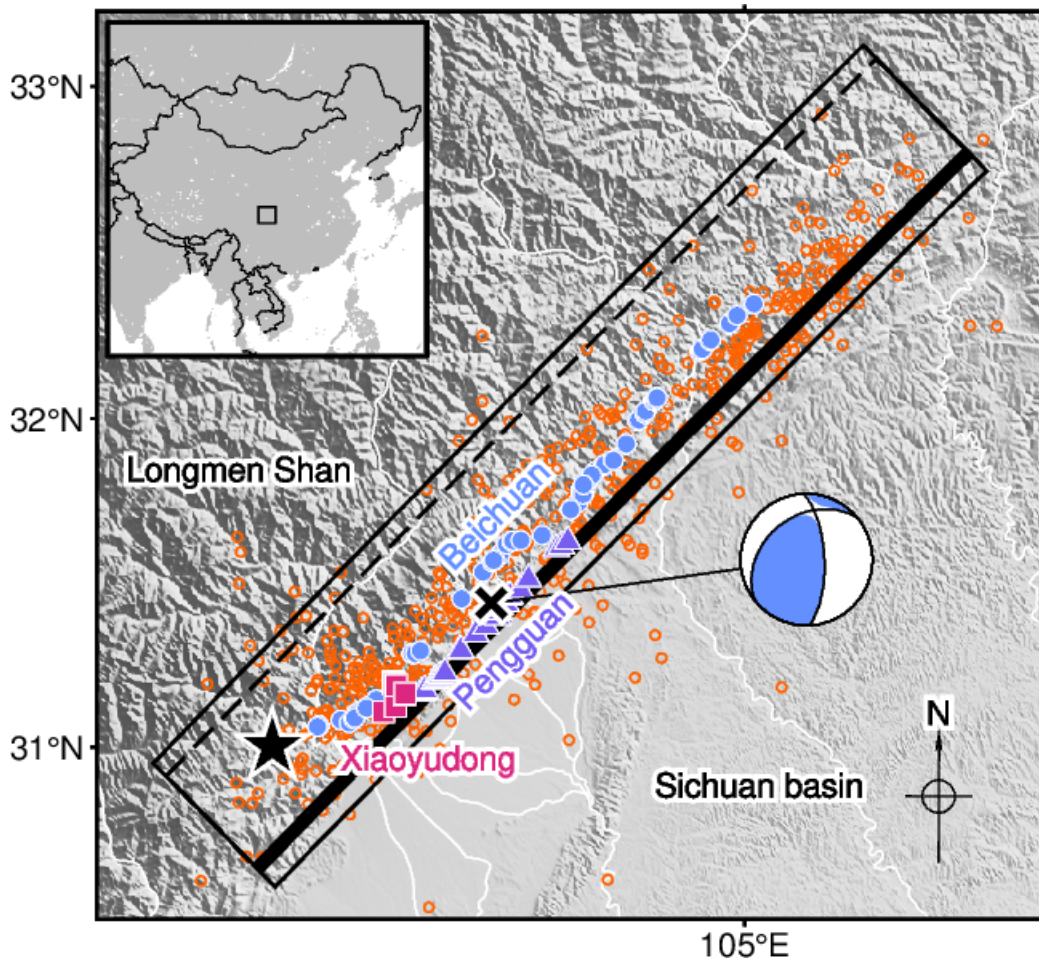 33°N
32°N
Longmen Shan
Beichuan
Pengguan
31°N
Xiaoyudong
N
Sichuan basin
105°E